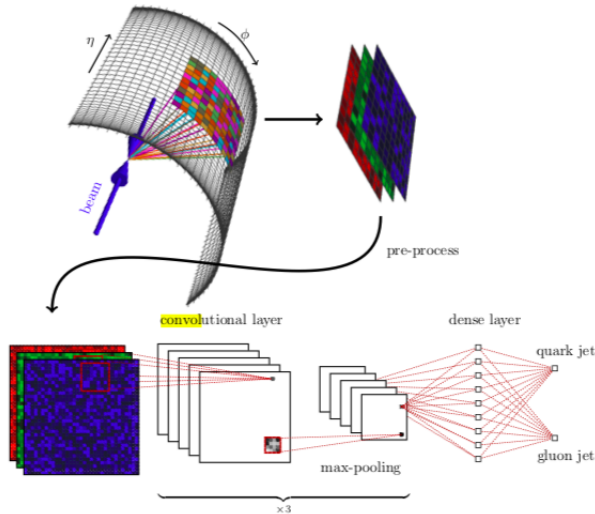 η
ϕ
beam
pre-process
convolutional layer
dense layer
quark jet
gluon jet
max-pooling
×3